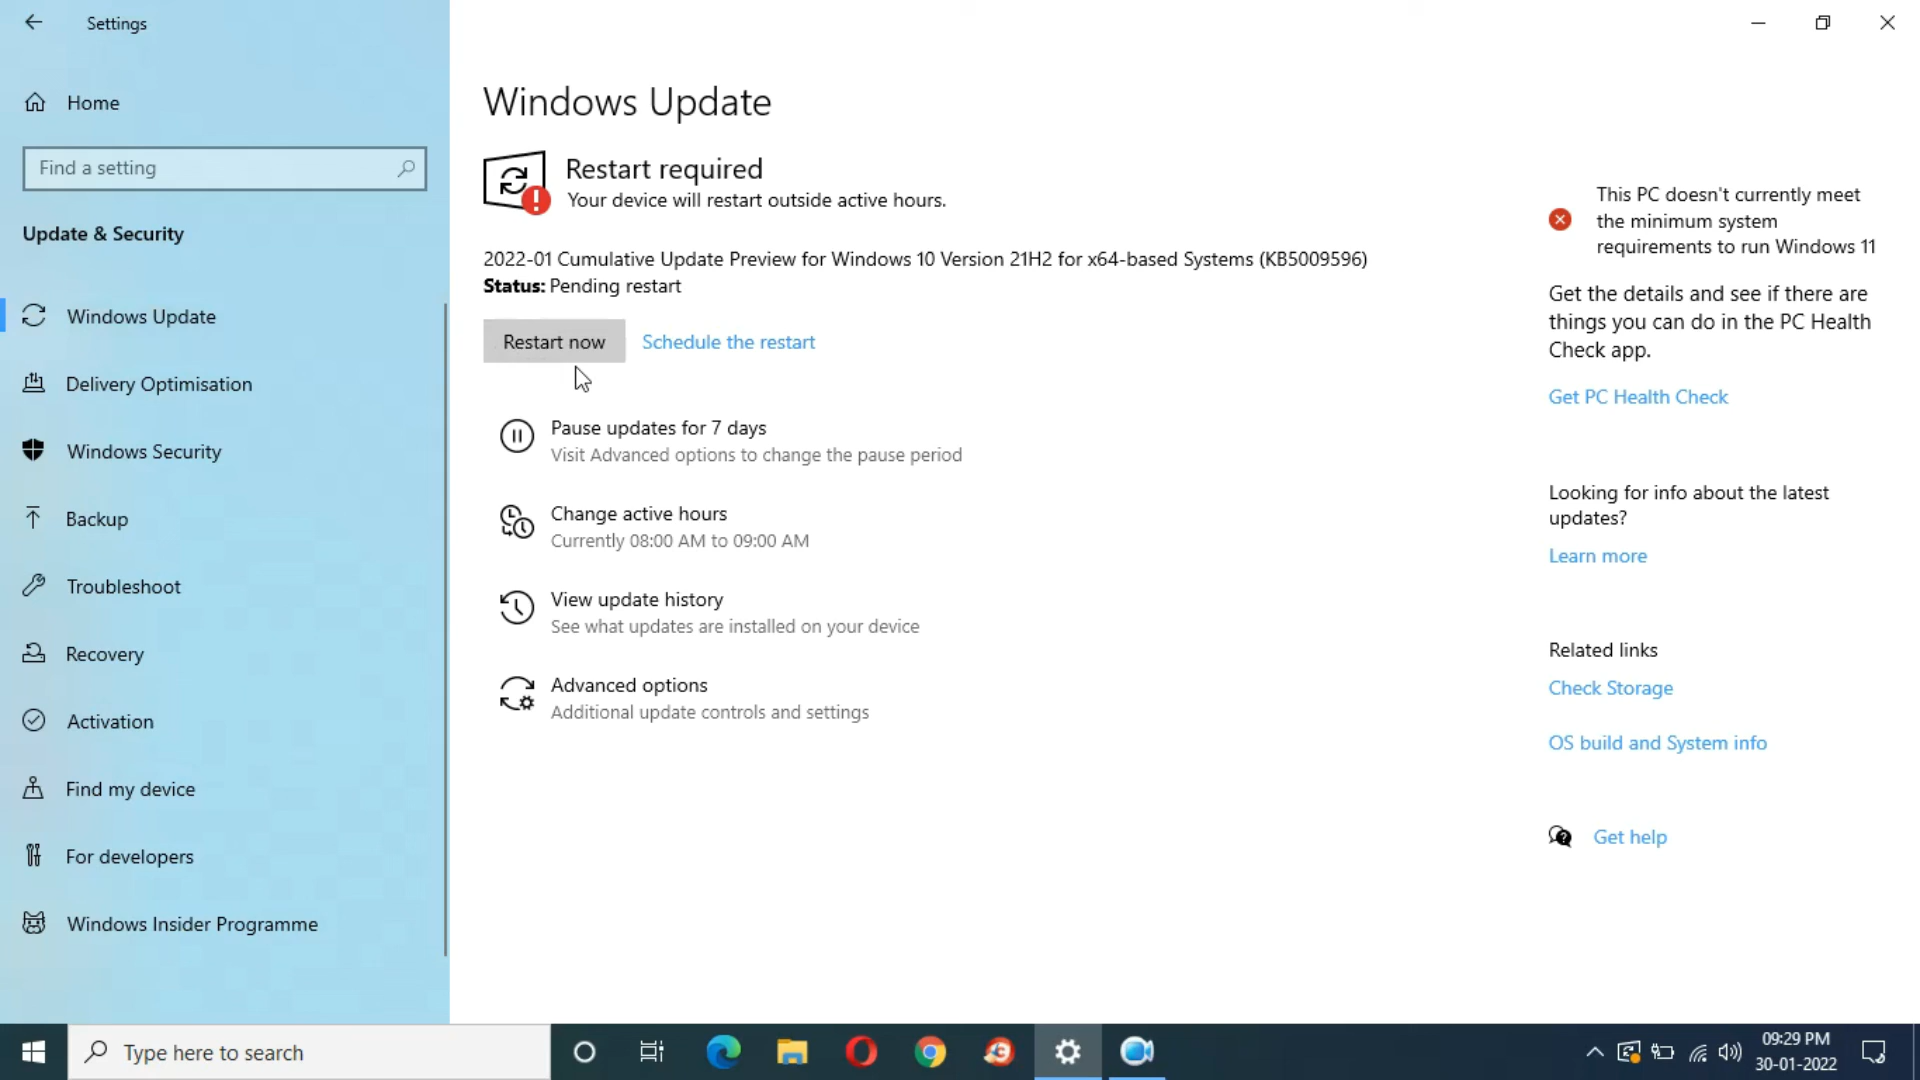 Settings
Home
Find a setting
Update & Security
Windows Update
Delivery Optimisation
Windows Security
Backup
Troubleshoot
Recovery
Activation
Find my device
For developers
Windows Insider Programme
Windows Update
Restart required
Your device will restart outside active hours.
2022-01 Cumulative Update Preview for Windows 10 Version 21H2 for x64-based Systems (KB5009596)
Status: Pending restart
Restart now
Schedule the restart
Pause updates for 7 days
Visit Advanced options to change the pause period
Change active hours
Currently 08:00 AM to 09:00 AM
View update history
See what updates are installed on your device
Advanced options
Additional update controls and settings
This PC doesn't currently meet
the minimum system
requirements to run Windows 11
Get the details and see if there are
things you can do in the PC Health
Check app.
Get PC Health Check
Looking for info about the latest
updates?
Learn more
Related links
Check Storage
OS build and System info
Get help
Type here to search
09:29 PM
30-01-2022